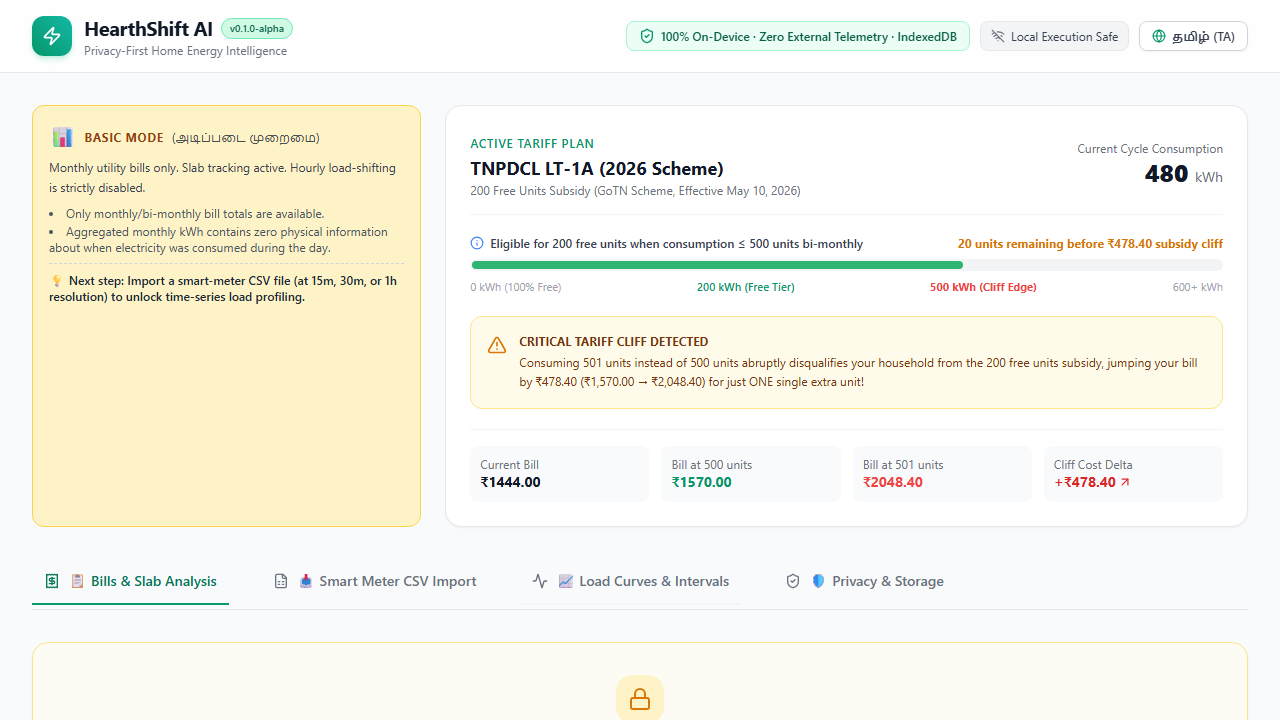 HearthShift AI
v0.1.0-alpha
Privacy-First Home Energy Intelligence
100% On-Device · Zero External Telemetry · IndexedDB
Local Execution Safe
தமிழ் (TA)
BASIC MODE (அடிப்படை முறைமை)
Monthly utility bills only. Slab tracking active. Hourly load-shifting
is strictly disabled.
• Only monthly/bi-monthly bill totals are available.
• Aggregated monthly kWh contains zero physical information
about when electricity was consumed during the day.
💡 Next step: Import a smart-meter CSV file (at 15m, 30m, or 1h
resolution) to unlock time-series load profiling.
ACTIVE TARIFF PLAN
TNPDCL LT-1A (2026 Scheme)
200 Free Units Subsidy (GoTN Scheme, Effective May 10, 2026)
Current Cycle Consumption
480 kWh
Eligible for 200 free units when consumption ≤ 500 units bi-monthly
20 units remaining before ₹478.40 subsidy cliff
0 kWh (100% Free)
200 kWh (Free Tier)
500 kWh (Cliff Edge)
600+ kWh
CRITICAL TARIFF CLIFF DETECTED
Consuming 501 units instead of 500 units abruptly disqualifies your household from the 200 free units subsidy, jumping your bill
by ₹478.40 (₹1,570.00 → ₹2,048.40) for just ONE single extra unit!
Current Bill
₹1444.00
Bill at 500 units
₹1570.00
Bill at 501 units
₹2048.40
Cliff Cost Delta
+₹478.40
Bills & Slab Analysis
Smart Meter CSV Import
Load Curves & Intervals
Privacy & Storage